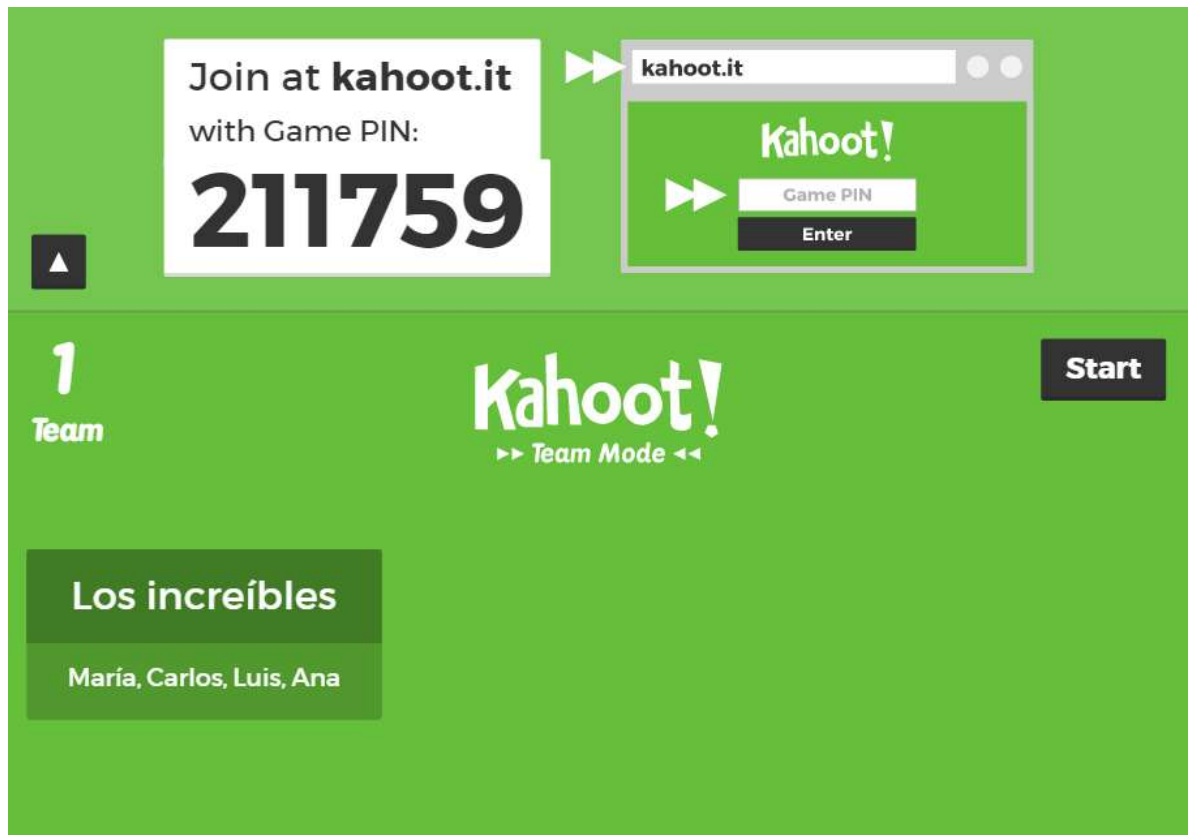 Join at kahoot.it
with Game PIN:
211759
kahoot.it
Kahoot!
Game PIN
Enter
1
Team
Kahoot!
Team Mode
Start
Los increíbles
María, Carlos, Luis, Ana